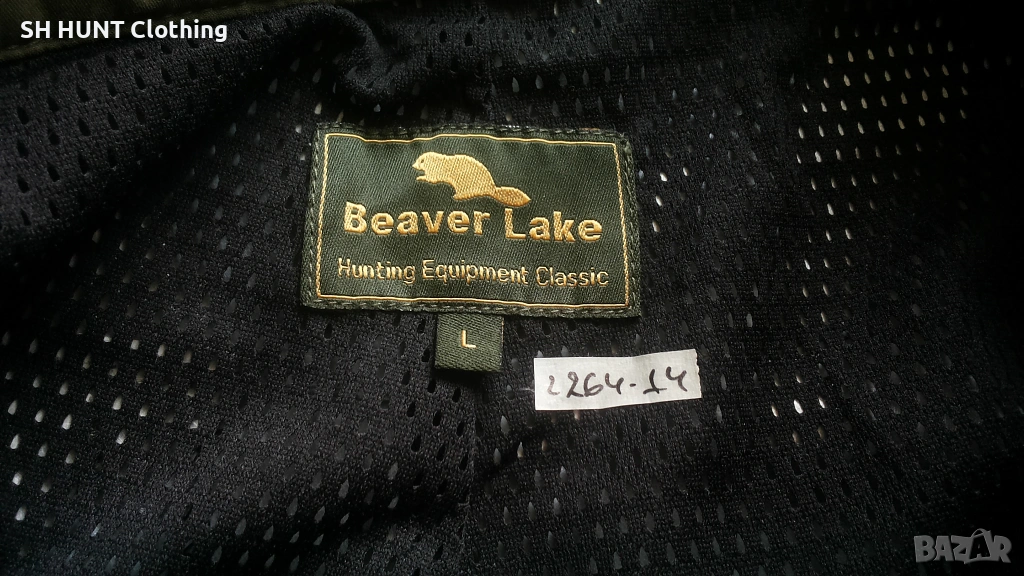 SH HUNT Clothing
Beaver Lake
Hunting Equipment Classic
L
2264-14
BAZAR